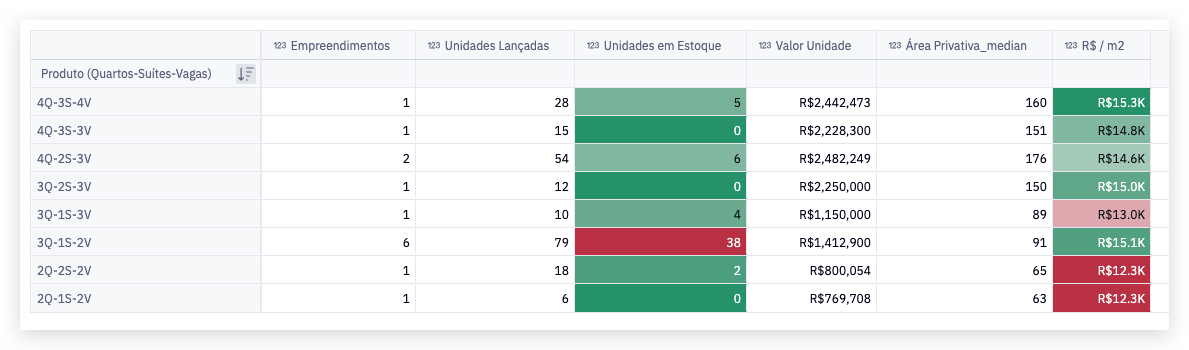 123 Empreendimentos 123 Unidades Lançadas 123 Unidades em Estoque 123 Valor Unidade 123 Área Privativa_median 123 R$ / m2
Produto (Quartos-Suítes-Vagas)
4Q-3S-4V 1 28 5 R$2,442,473 160 R$15.3K
4Q-3S-3V 1 15 0 R$2,228,300 151 R$14.8K
4Q-2S-3V 2 54 6 R$2,482,249 176 R$14.6K
3Q-2S-3V 1 12 0 R$2,250,000 150 R$15.0K
3Q-1S-3V 1 10 4 R$1,150,000 89 R$13.0K
3Q-1S-2V 6 79 38 R$1,412,900 91 R$15.1K
2Q-2S-2V 1 18 2 R$800,054 65 R$12.3K
2Q-1S-2V 1 6 0 R$769,708 63 R$12.3K